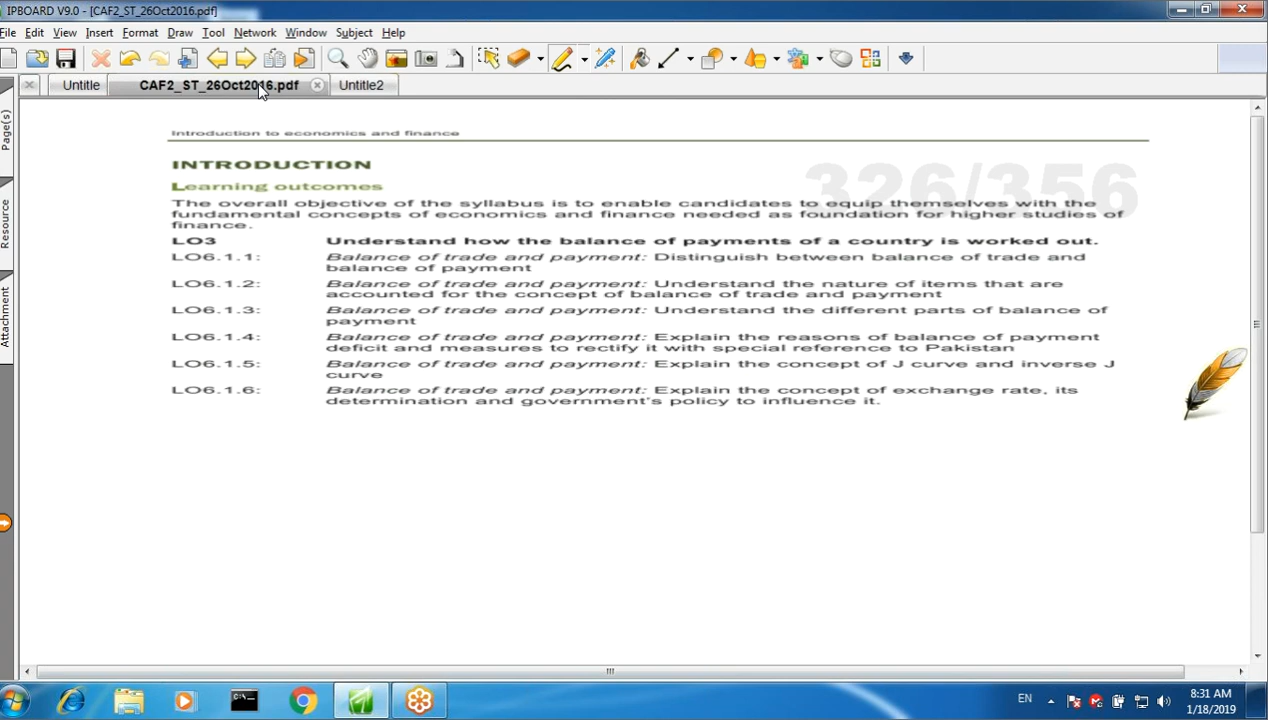 IPBOARD V9.0 - [CAF2_ST_26Oct2016.pdf]
File Edit View Insert Format Draw Tool Network Window Subject Help
Untitle CAF2_ST_26Oct2016.pdf Untitle2
Page(s)
Resource
Attachment
Introduction to economics and finance
326/356
INTRODUCTION
Learning outcomes
The overall objective of the syllabus is to enable candidates to equip themselves with the
fundamental concepts of economics and finance needed as foundation for higher studies of
finance.
LO3 Understand how the balance of payments of a country is worked out.
LO6.1.1: Balance of trade and payment: Distinguish between balance of trade and
balance of payment
LO6.1.2: Balance of trade and payment: Understand the nature of items that are
accounted for the concept of balance of trade and payment
LO6.1.3: Balance of trade and payment: Understand the different parts of balance of
payment
LO6.1.4: Balance of trade and payment: Explain the reasons of balance of payment
deficit and measures to rectify it with special reference to Pakistan
LO6.1.5: Balance of trade and payment: Explain the concept of J curve and inverse J
curve
LO6.1.6: Balance of trade and payment: Explain the concept of exchange rate, its
determination and government's policy to influence it.
EN
8:31 AM
1/18/2019